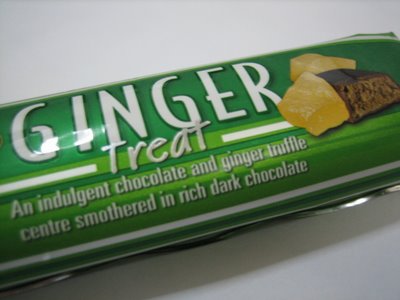 GINGER
Treat
An indulgent chocolate and ginger truffle
centre smothered in rich dark chocolate